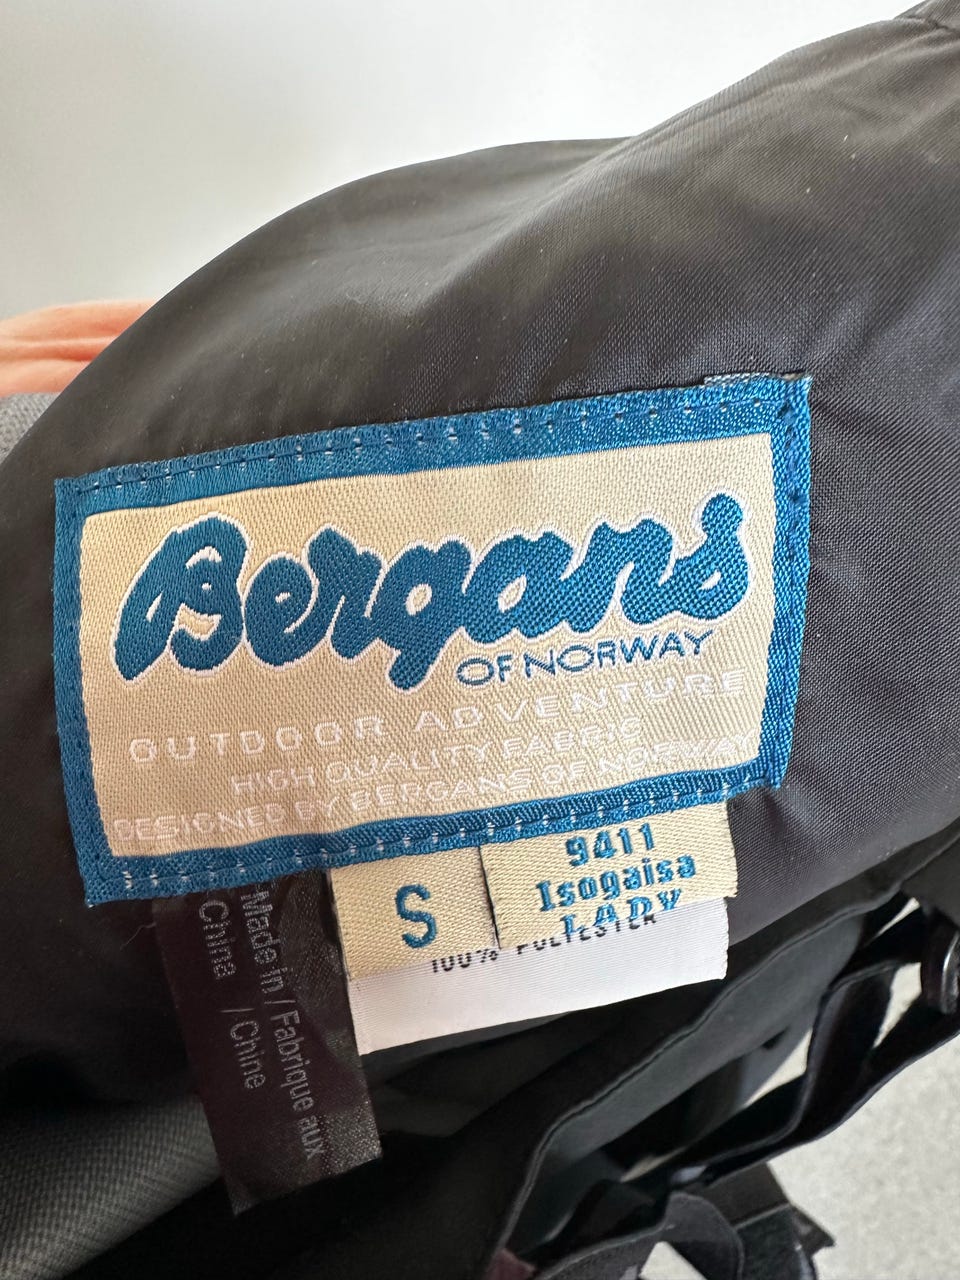 Bergans
OF NORWAY
OUTDOOR ADVENTURE
HIGH QUALITY FABRIC
DESIGNED BY BERGANS OF NORWAY
S
9411
Isogaisa
LADY
100% POLYESTER
Made in / Fabrique aux
China / Chine